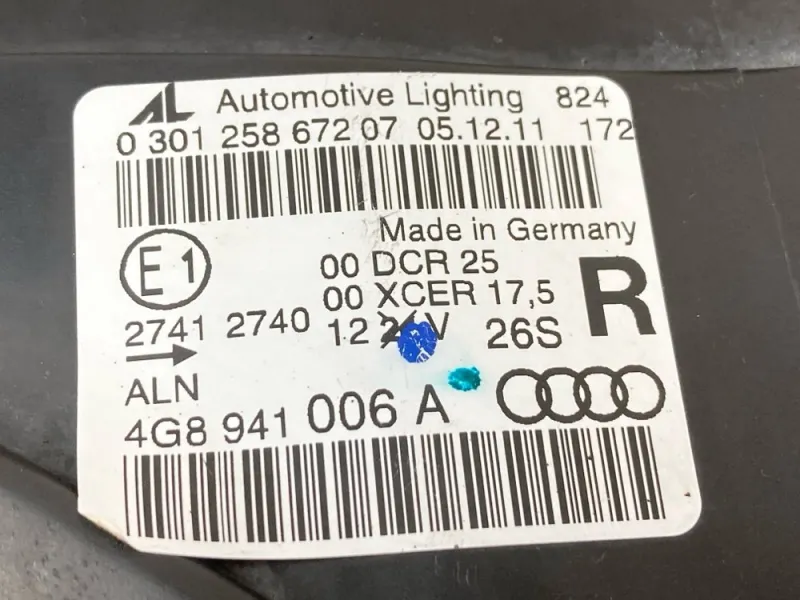 AL Automotive Lighting 824
0 301 258 672 07 05.12.11 172
Made in Germany
E1 00 DCR 25 R
00 XCER 17,5
2741 2740 12 V 26S
ALN
4G8 941 006 A